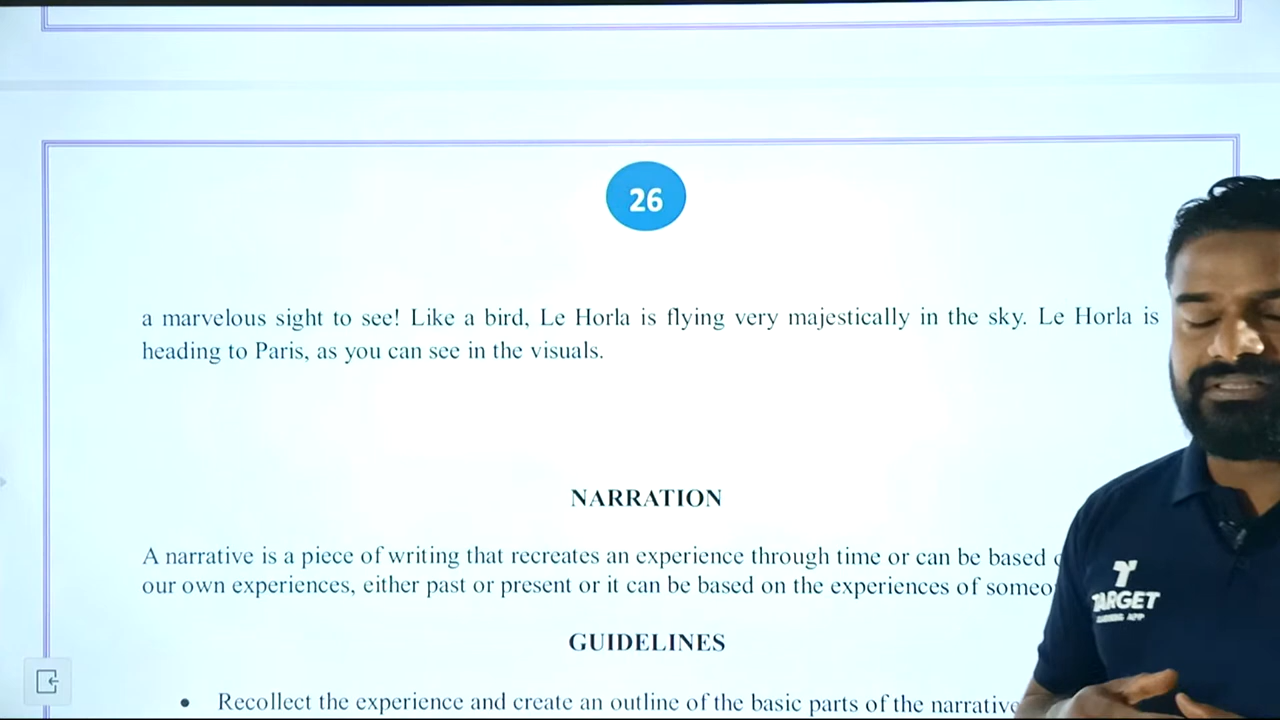 26
a marvelous sight to see! Like a bird, Le Horla is flying very majestically in the sky. Le Horla is
heading to Paris, as you can see in the visuals.
NARRATION
A narrative is a piece of writing that recreates an experience through time or can be based
our own experiences, either past or present or it can be based on the experiences of
GUIDELINES
• Recollect the experience and create an outline of the basic parts of the narrative
TARGET
LEARNING APP